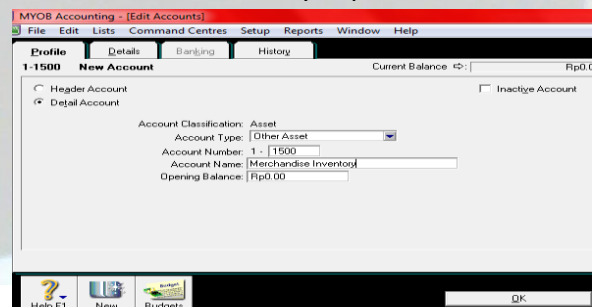 MYOB Accounting - [Edit Accounts]
File Edit Lists Command Centres Setup Reports Window Help
Profile Details Banking History
1-1500 New Account Current Balance ⇨: Rp0.0
Header Account Inactive Account
Detail Account
Account Classification: Asset
Account Type: Other Asset
Account Number: 1 - 1500
Account Name: Merchandise Inventory
Opening Balance: Rp0.00
Help F1 New Budgets OK